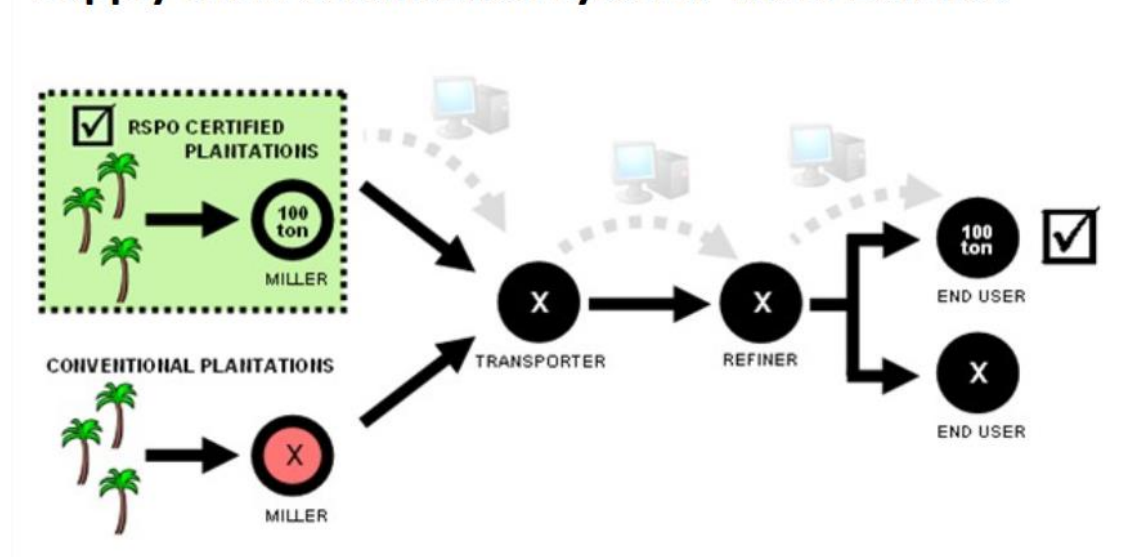 RSPO CERTIFIED
PLANTATIONS
100
ton
MILLER
100
ton
END USER
X
TRANSPORTER
X
REFINER
CONVENTIONAL PLANTATIONS
X
END USER
X
MILLER